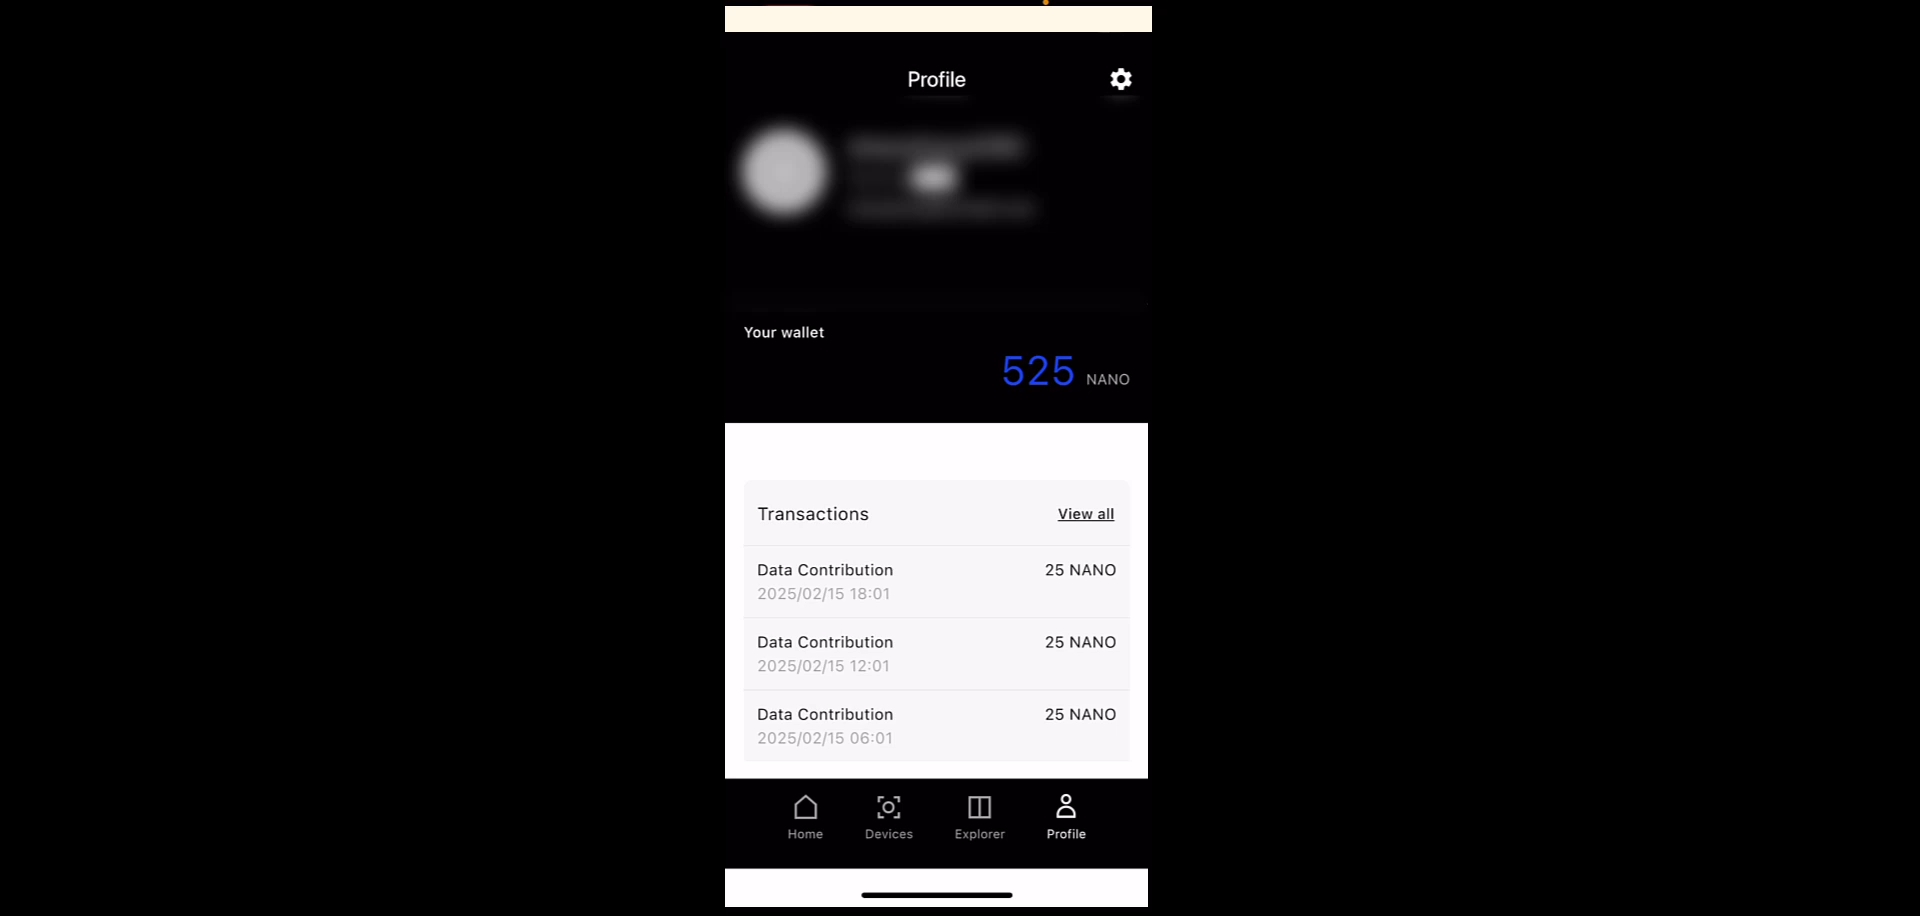 Profile
Your wallet
525 NANO
Transactions View all
Data Contribution 25 NANO
2025/02/15 18:01
Data Contribution 25 NANO
2025/02/15 12:01
Data Contribution 25 NANO
2025/02/15 06:01
Home Devices Explorer Profile